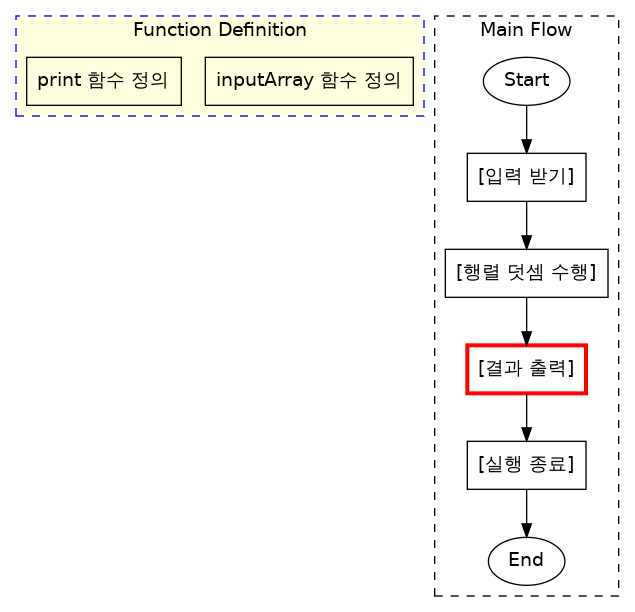 Function Definition
print 함수 정의
inputArray 함수 정의
Main Flow
Start
[입력 받기]
[행렬 덧셈 수행]
[결과 출력]
[실행 종료]
End